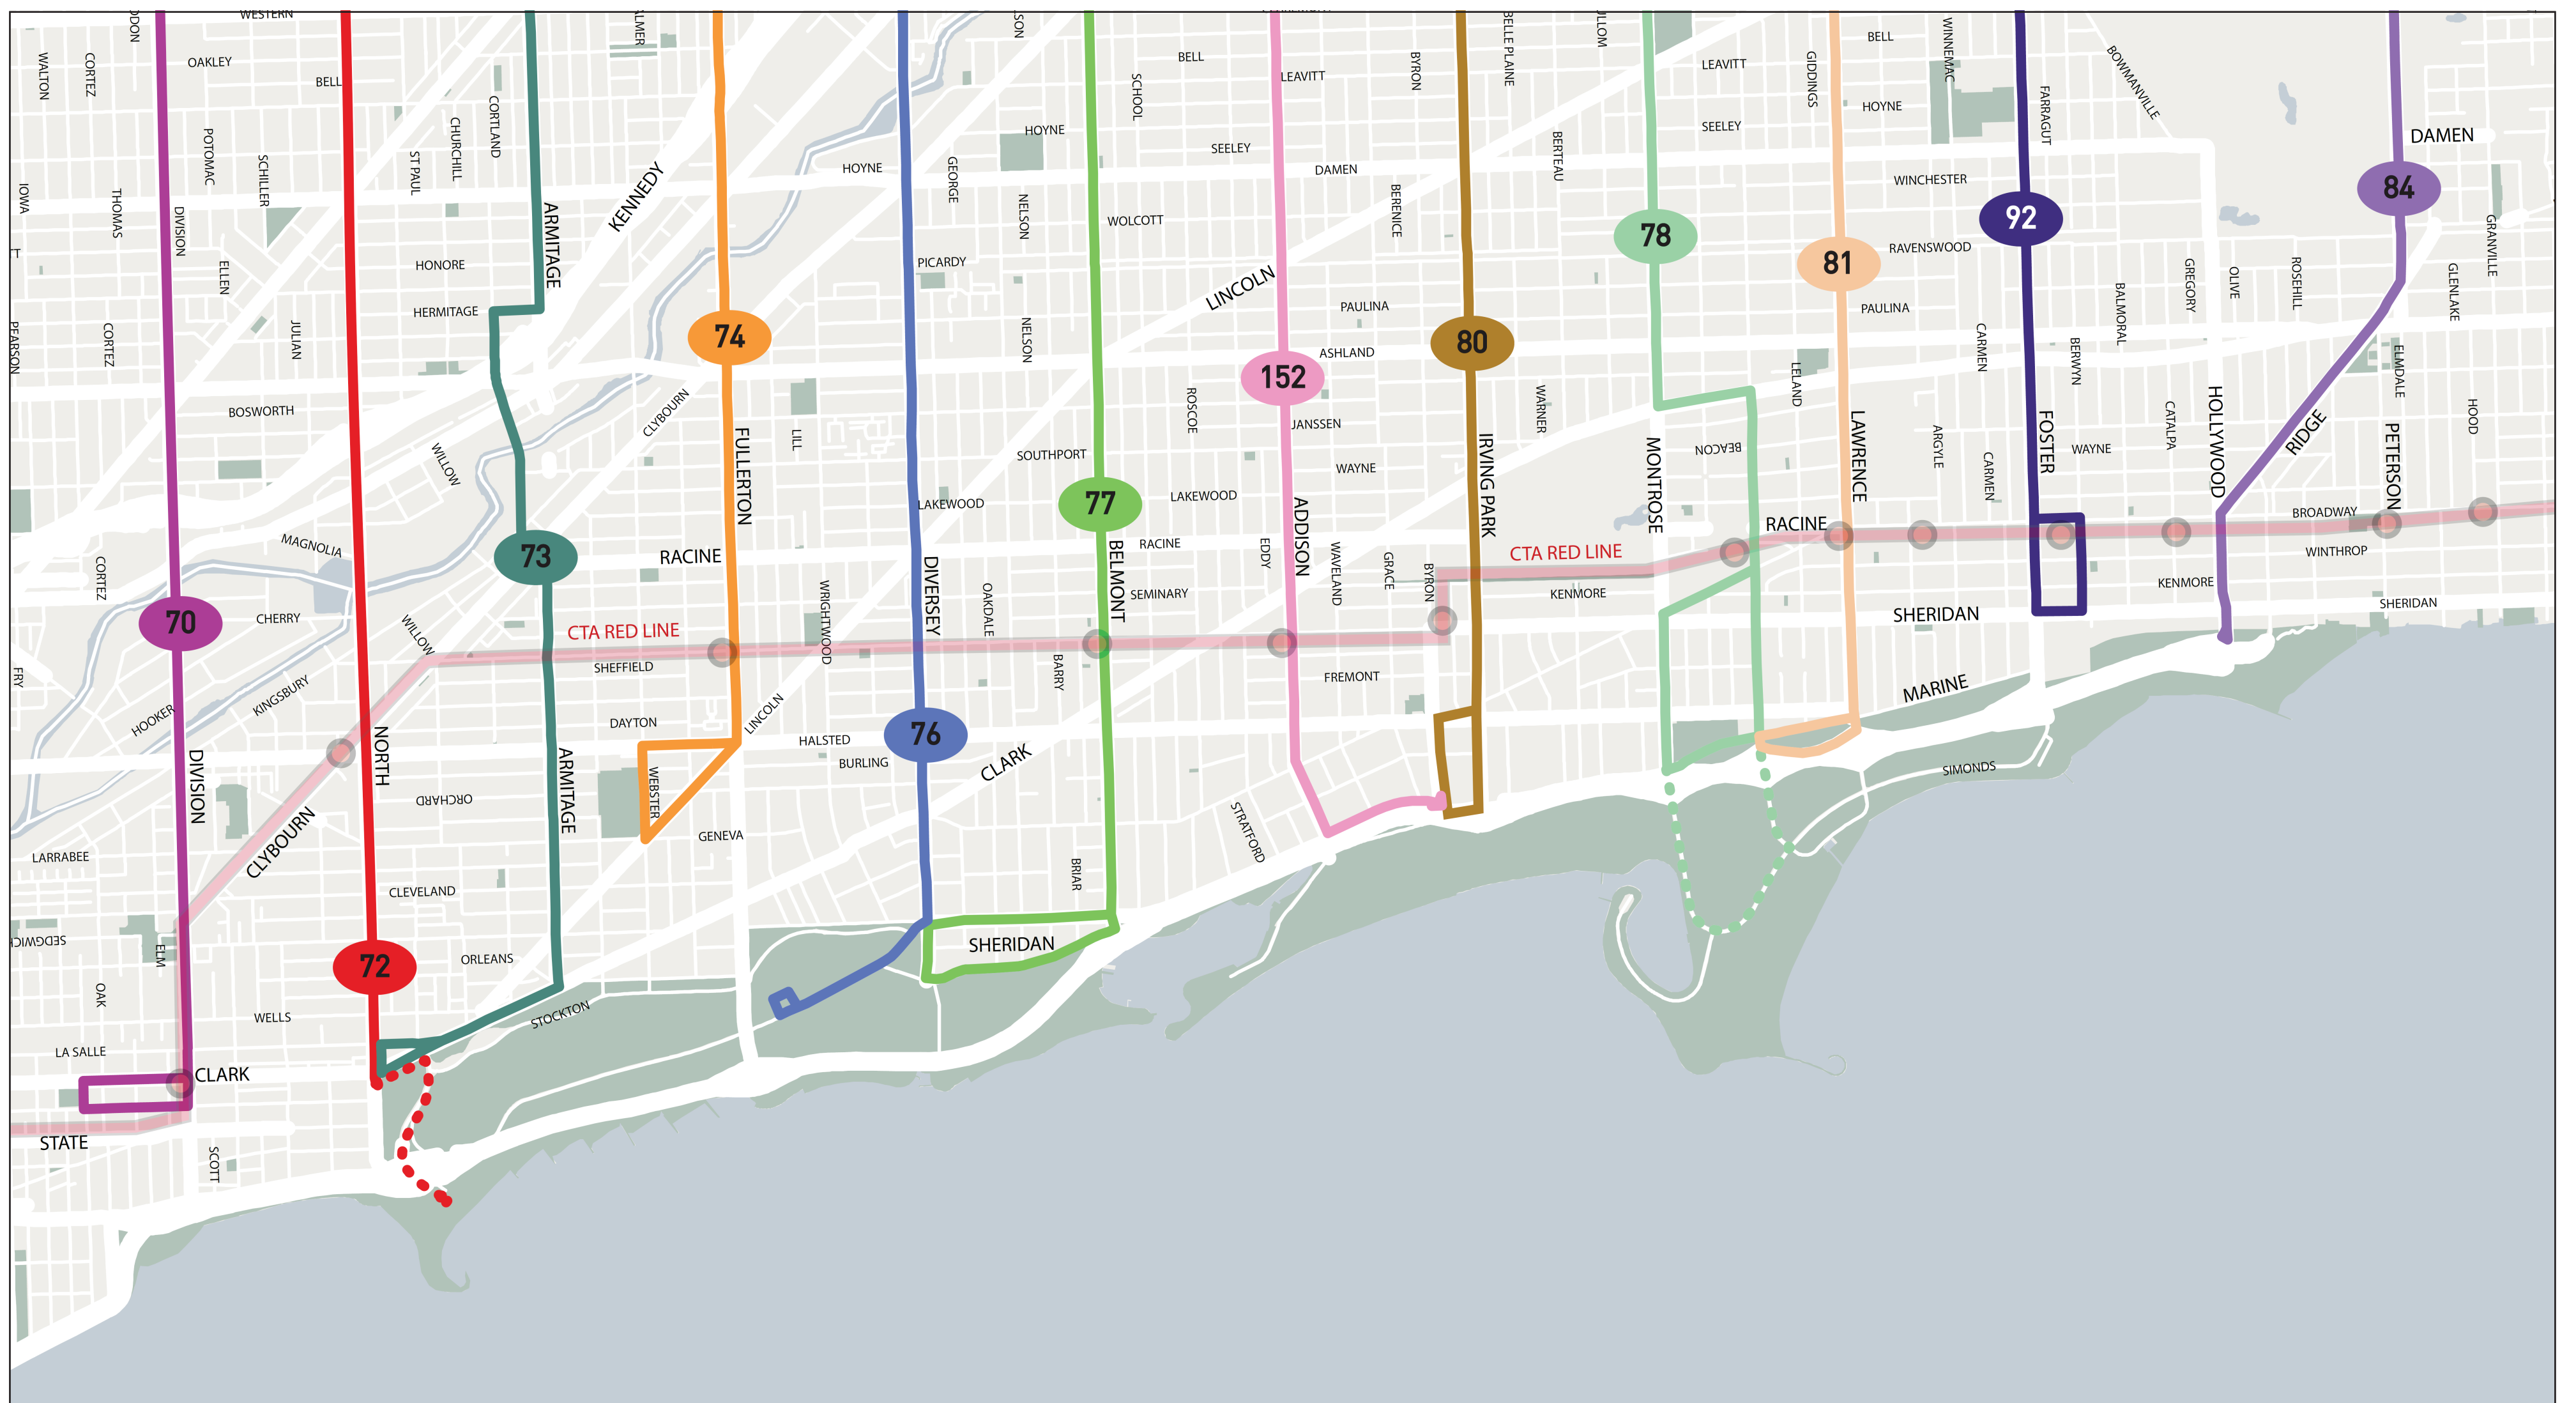 WESTERN
OAKLEY
BELL
WALTON
CORTEZ
BELL
LEAVITT
BYRON
BELLE PLAINE
LEAVITT
GIDDINGS
BELL
WINNEMAC
BOWMANVILLE
HOYNE
FARRAGUT
DAMEN
POTOMAC
SCHILLER
ST PAUL
CHURCHILL
CORTLAND
SCHOOL
HOYNE
SEELEY
SEELEY
BERTEAU
IOWA
THOMAS
DIVISION
ARMITAGE
KENNEDY
HOYNE
GEORGE
NELSON
DAMEN
BERENICE
WINCHESTER
84
92
WOLCOTT
78
RAVENSWOOD
GRANVILLE
ELLEN
HONORE
PICARDY
81
GREGORY
OLIVE
ROSEHILL
GLENLAKE
LINCOLN
HERMITAGE
PAULINA
PAULINA
BALMORAL
PEARSON
CORTEZ
JULIAN
74
NELSON
80
ASHLAND
CARMEN
BERWYN
ELMDALE
152
LELAND
BOSWORTH
CLYBOURN
ROSCOE
WARNER
HOLLYWOOD
HOOD
WILLOW
FULLERTON
LILL
JANSSEN
IRVING PARK
MONTROSE
BEACON
LAWRENCE
ARGYLE
CARMEN
FOSTER
WAYNE
CATALPA
RIDGE
PETERSON
SOUTHPORT
WAYNE
LAKEWOOD
77
LAKEWOOD
ADDISON
RACINE
BROADWAY
MAGNOLIA
73
RACINE
DIVERSEY
BELMONT
RACINE
EDDY
WAVELAND
GRACE
BYRON
CTA RED LINE
WINTHROP
CORTEZ
KENMORE
KENMORE
SEMINARY
OAKDALE
WRIGHTWOOD
70
CHERRY
WILLOW
CTA RED LINE
SHERIDAN
SHERIDAN
FRY
SHEFFIELD
BARRY
FREMONT
MARINE
HOOKER
KINGSBURY
DAYTON
LINCOLN
HALSTED
76
DIVISION
NORTH
ARMITAGE
WEBSTER
BURLING
CLARK
SIMONDS
ORCHARD
CLYBOURN
GENEVA
STRATFORD
LARRABEE
BRIAR
CLEVELAND
SEDGWICK
ELM
72
ORLEANS
SHERIDAN
OAK
WELLS
STOCKTON
LA SALLE
CLARK
STATE
SCOTT